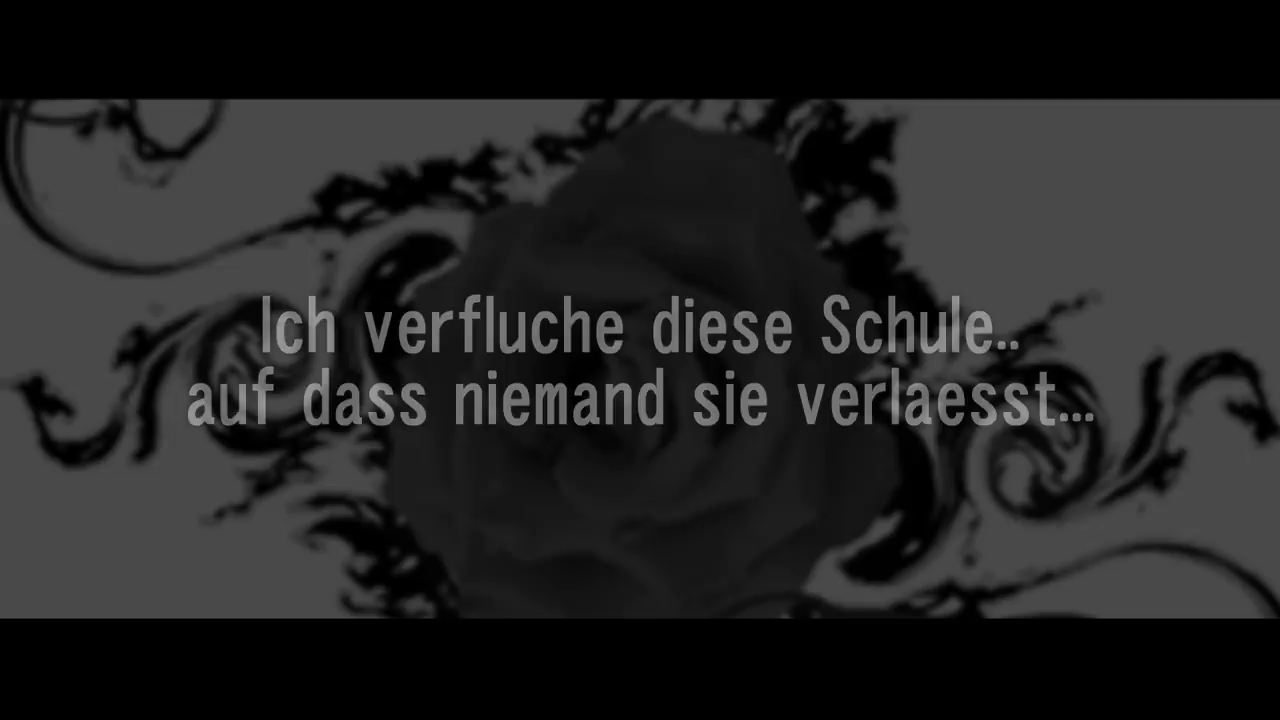 Ich verfluche diese Schule..
auf dass niemand sie verlaesst...